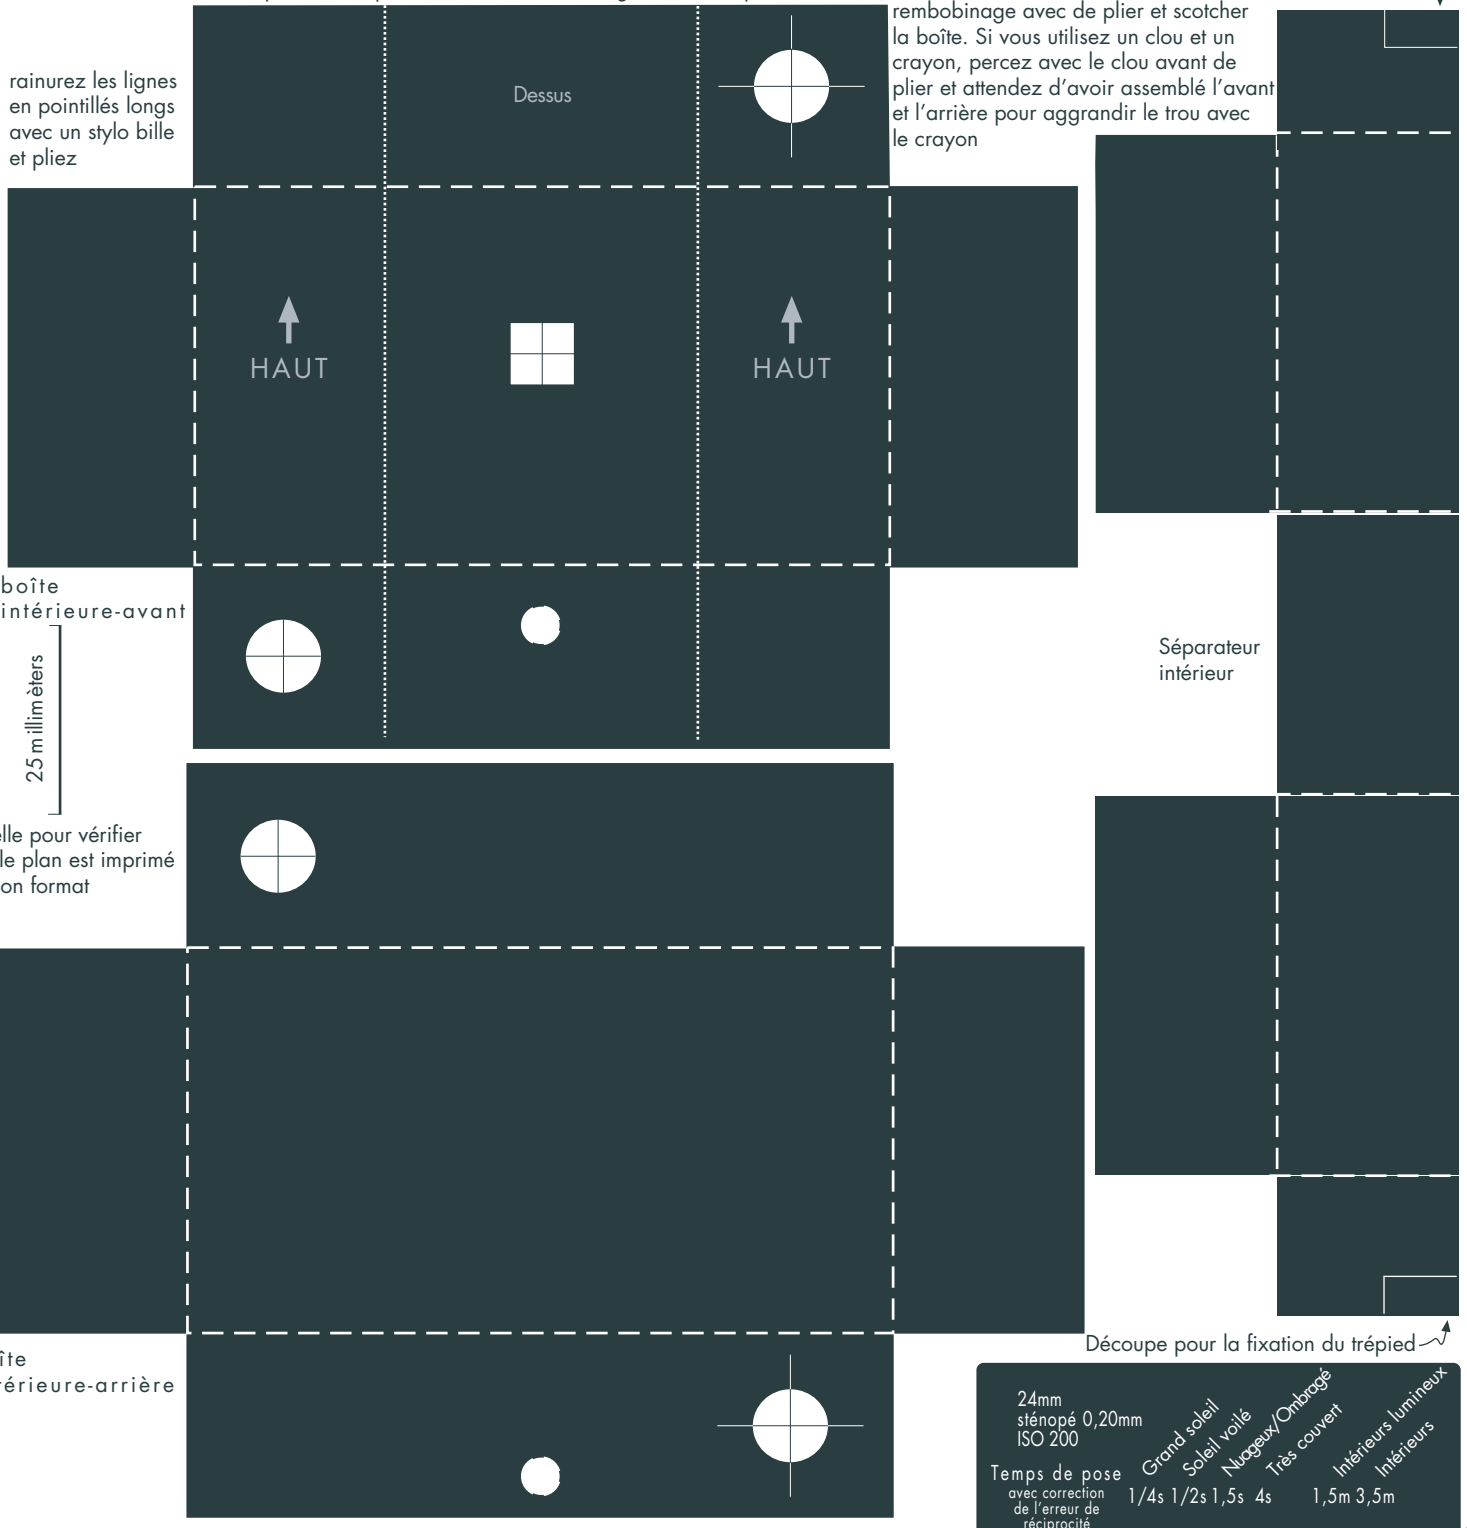 rembobinage avec de plier et scotcher
la boîte. Si vous utilisez un clou et un
crayon, percez avec le clou avant de
plier et attendez d'avoir assemblé l'avant
et l'arrière pour aggrandir le trou avec
le crayon
rainurez les lignes
en pointillés longs
avec un stylo bille
et pliez
Dessus
HAUT
HAUT
boîte
intérieure-avant
25 millimèters
Séparateur
intérieur
elle pour vérifier
le plan est imprimé
on format
Découpe pour la fixation du trépied
îte
érieure-arrière
24mm
sténopé 0,20mm
ISO 200
Grand soleil
Soleil voilé
Nuageux/Ombragé
Très couvert
Intérieurs lumineux
Intérieurs
Temps de pose
avec correction
de l'erreur de
réciprocité
1/4s 1/2s 1,5s 4s 1,5m 3,5m